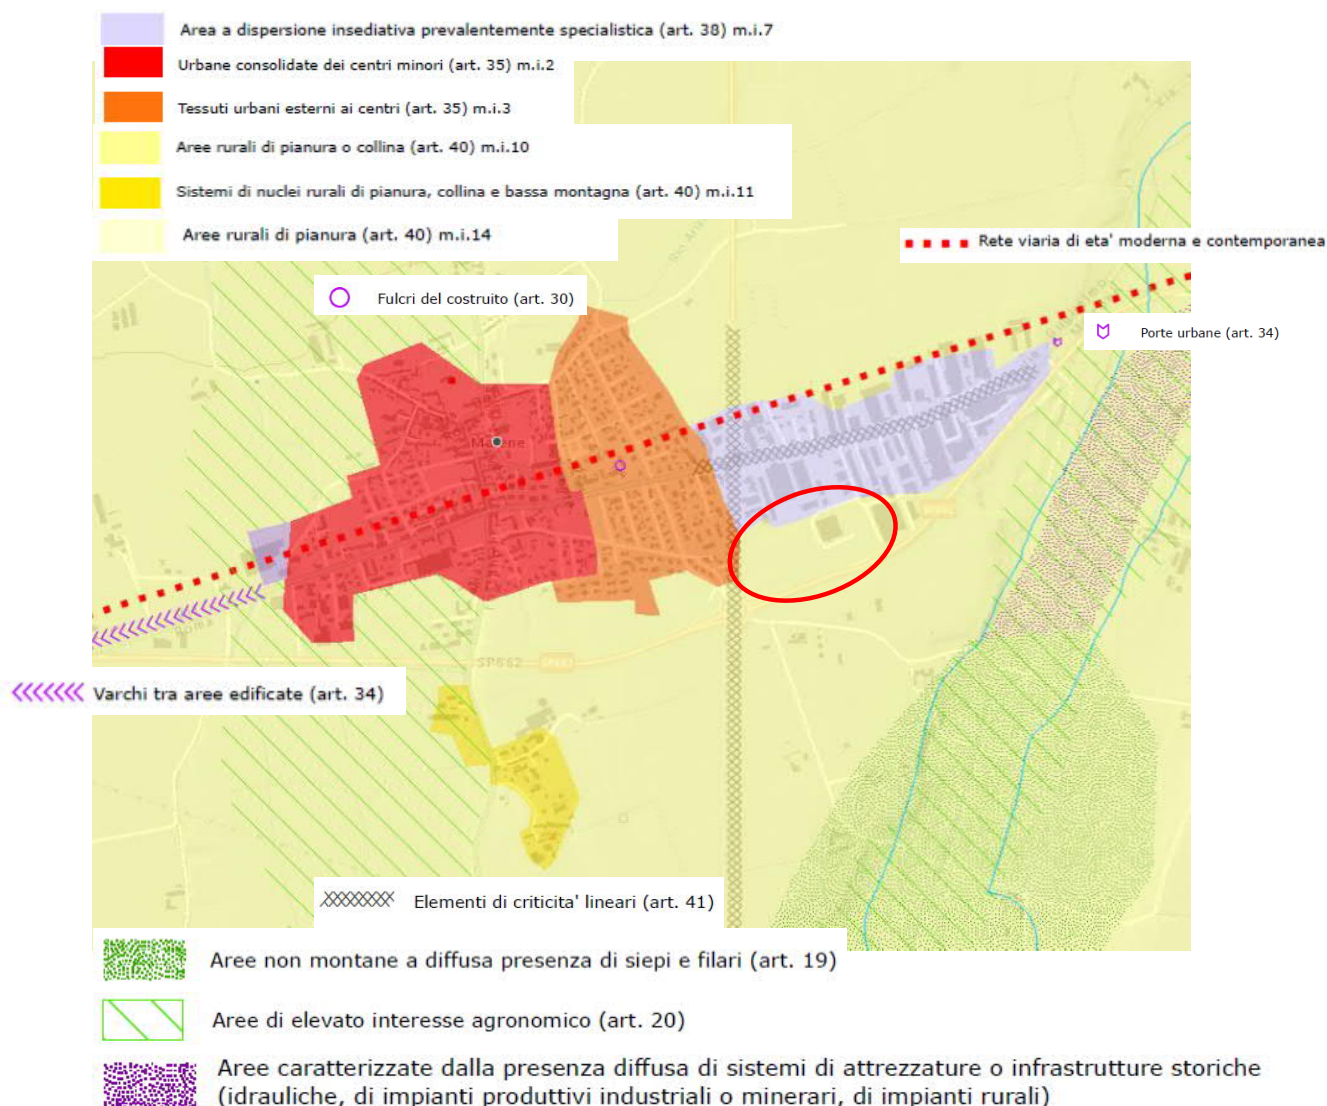 Area a dispersione insediativa prevalentemente specialistica (art. 38) m.i.7
Urbane consolidate dei centri minori (art. 35) m.i.2
Tessuti urbani esterni ai centri (art. 35) m.i.3
Aree rurali di pianura o collina (art. 40) m.i.10
Sistemi di nuclei rurali di pianura, collina e bassa montagna (art. 40) m.i.11
Aree rurali di pianura (art. 40) m.i.14
Rete viaria di eta' moderna e contemporanea
Fulcri del costruito (art. 30)
Porte urbane (art. 34)
Roma
SP662
Varchi tra aree edificate (art. 34)
Elementi di criticita' lineari (art. 41)
Aree non montane a diffusa presenza di siepi e filari (art. 19)
Aree di elevato interesse agronomico (art. 20)
Aree caratterizzate dalla presenza diffusa di sistemi di attrezzature o infrastrutture storiche
(idrauliche, di impianti produttivi industriali o minerari, di impianti rurali)